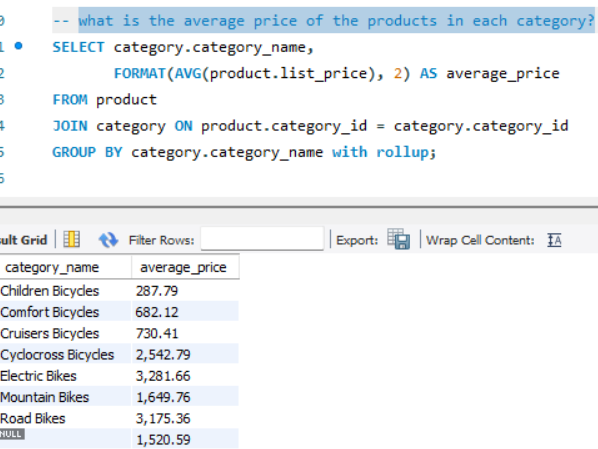 0 -- what is the average price of the products in each category?
1 SELECT category.category_name,
2 FORMAT(AVG(product.list_price), 2) AS average_price
3 FROM product
4 JOIN category ON product.category_id = category.category_id
5 GROUP BY category.category_name with rollup;
6
sult Grid Filter Rows: Export: Wrap Cell Content: IA
category_name average_price
Children Bicycles 287.79
Comfort Bicycles 682.12
Cruisers Bicycles 730.41
Cyclocross Bicycles 2,542.79
Electric Bikes 3,281.66
Mountain Bikes 1,649.76
Road Bikes 3,175.36
NULL 1,520.59